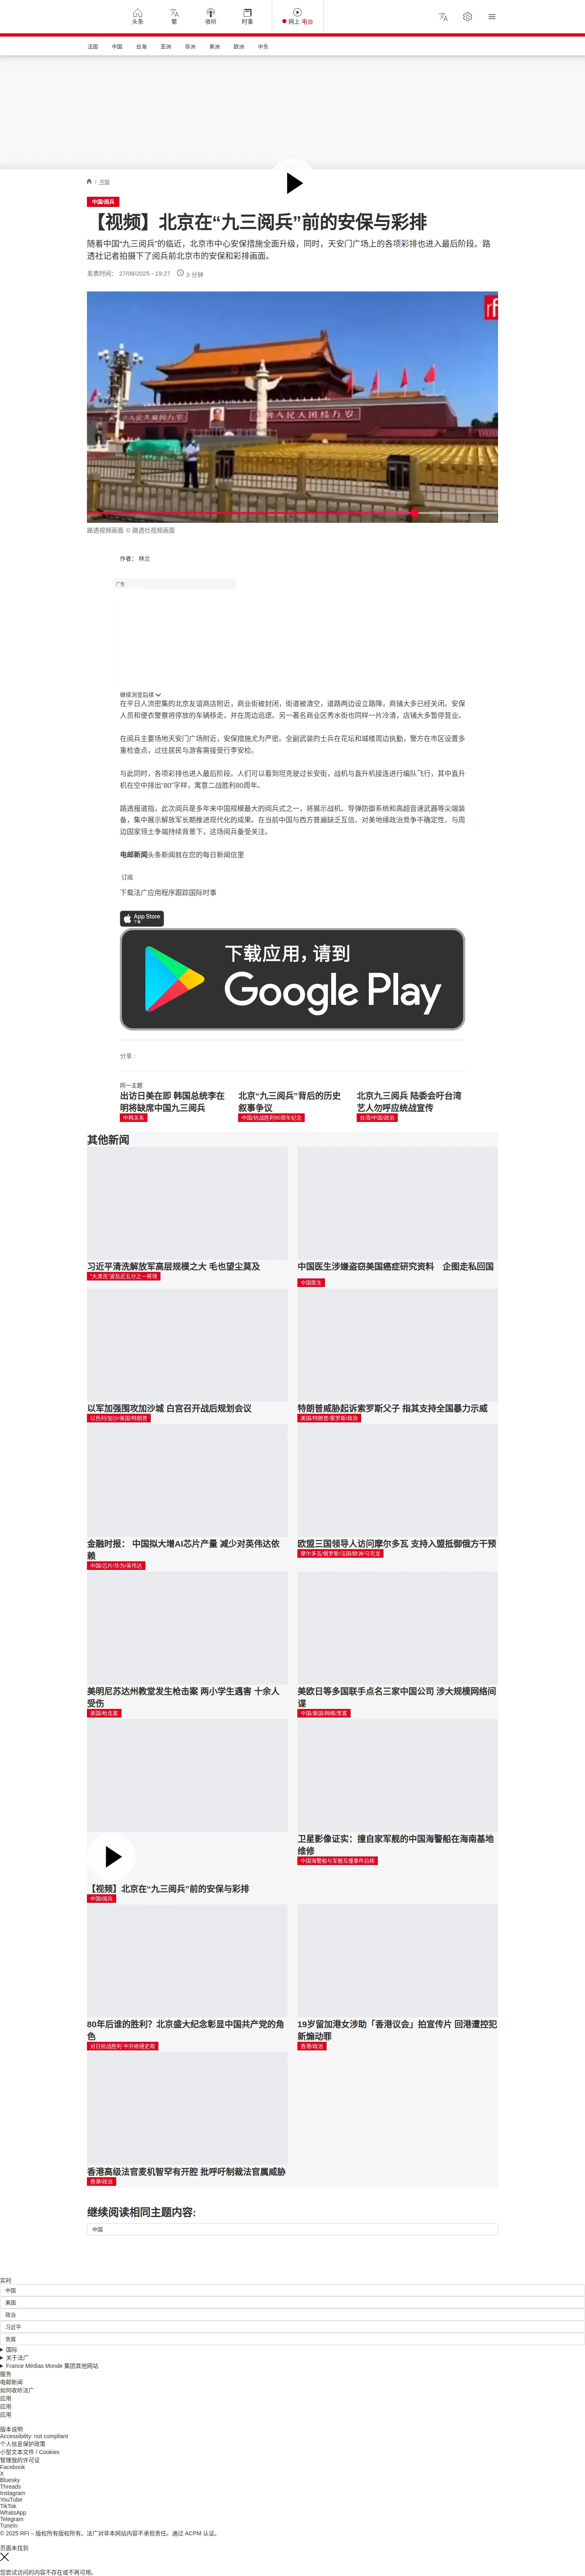 头条
繁
收听
时事
网上 电台
法国
中国
台海
亚洲
非洲
美洲
欧洲
中东
/ 中国
中国/阅兵
【视频】北京在“九三阅兵”前的安保与彩排
随着中国“九三阅兵”的临近，北京市中心安保措施全面升级，同时，天安门广场上的各项彩排也进入最后阶段。路
透社记者拍摄下了阅兵前北京市的安保和彩排画面。
发表时间： 27/08/2025 - 19:27
3 分钟
rf
人民共和国万岁
世界人民大团结万岁
路透视频画面 © 路透社视频画面
作者： 林兰
广告
继续浏览后续
在平日人流密集的北京友谊商店附近，商业街被封闭，街道被清空，道路两边设立路障，商铺大多已经关闭。安保
人员和便衣警察将停放的车辆移走，并在周边巡逻。另一著名商业区秀水街也同样一片冷清，店铺大多暂停营业。
在阅兵主要场地天安门广场附近，安保措施尤为严密。全副武装的士兵在花坛和城楼周边执勤，警方在市区设置多
重检查点，过往居民与游客需接受行李安检。
与此同时，各项彩排也进入最后阶段。人们可以看到坦克驶过长安街，战机与直升机接连进行编队飞行，其中直升
机在空中排出“80”字样，寓意二战胜利80周年。
路透报道指，此次阅兵是多年来中国规模最大的阅兵式之一，将展示战机、导弹防御系统和高超音速武器等尖端装
备，集中展示解放军长期推进现代化的成果。在当前中国与西方普遍缺乏互信、对美地缘政治竞争不确定性、与周
边国家领土争端持续背景下，这场阅兵备受关注。
电邮新闻头条新闻就在您的每日新闻信里
订阅
下载法广应用程序跟踪国际时事
App Store
下载
下载应用，请到
Google Play
分享 :
同一主题
出访日美在即 韩国总统李在
明将缺席中国九三阅兵
中韩关系
北京“九三阅兵”背后的历史
叙事争议
中国/抗战胜利80周年纪念
北京九三阅兵 陆委会吁台湾
艺人勿呼应统战宣传
台湾/中国/政治
其他新闻
习近平清洗解放军高层规模之大 毛也望尘莫及
“大清洗”波及近五分之一将领
中国医生涉嫌盗窃美国癌症研究资料　企图走私回国
中国医生
以军加强围攻加沙城 白宫召开战后规划会议
以色列/加沙/美国/特朗普
特朗普威胁起诉索罗斯父子 指其支持全国暴力示威
美国/特朗普/索罗斯/政治
金融时报： 中国拟大增AI芯片产量 减少对英伟达依
赖
中国/芯片/华为/英伟达
欧盟三国领导人访问摩尔多瓦 支持入盟抵御俄方干预
摩尔多瓦/俄罗斯/法国/欧洲/马克龙
美明尼苏达州教堂发生枪击案 两小学生遇害 十余人
受伤
美国/枪击案
美欧日等多国联手点名三家中国公司 涉大规模网络间
谍
中国/美国/网络/黑客
【视频】北京在“九三阅兵”前的安保与彩排
中国/阅兵
卫星影像证实：撞自家军舰的中国海警船在海南基地
维修
中国海警船与军舰互撞事件后续
80年后谁的胜利？北京盛大纪念彰显中国共产党的角
色
对日抗战胜利 中共修措史观
19岁留加港女涉助「香港议会」拍宣传片 回港遭控犯
新煽动罪
香港/政治
香港高级法官麦机智罕有开腔 批呼吁制裁法官属威胁
香港/政治
继续阅读相同主题内容:
中国
实时
中国
美国
政治
习近平
贪腐
国际
关于法广
France Médias Monde 集团其他网站
服务
电邮新闻
如何收听法广
应用
应用
应用
版本说明
Accessibility: not compliant
个人信息保护政策
小型文本文件 / Cookies
管理我的许可证
Facebook
X
Bluesky
Threads
Instagram
YouTube
TikTok
WhatsApp
Telegram
TuneIn
© 2025 RFI – 版权所有版权所有。法广对非本网站内容不承担责任。通过 ACPM 认证。
页面未找到
您尝试访问的内容不存在或不再可用。